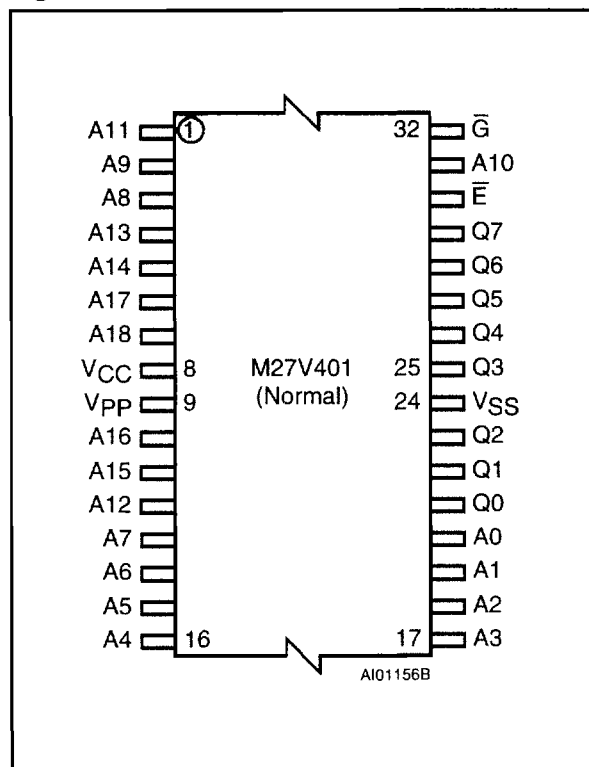 A11 1 32 G̅
A9 A10
A8 E̅
A13 Q7
A14 Q6
A17 Q5
A18 Q4
VCC 8 M27V401 25 Q3
VPP 9 (Normal) 24 VSS
A16 Q2
A15 Q1
A12 Q0
A7 A0
A6 A1
A5 A2
A4 16 17 A3
AI01156B